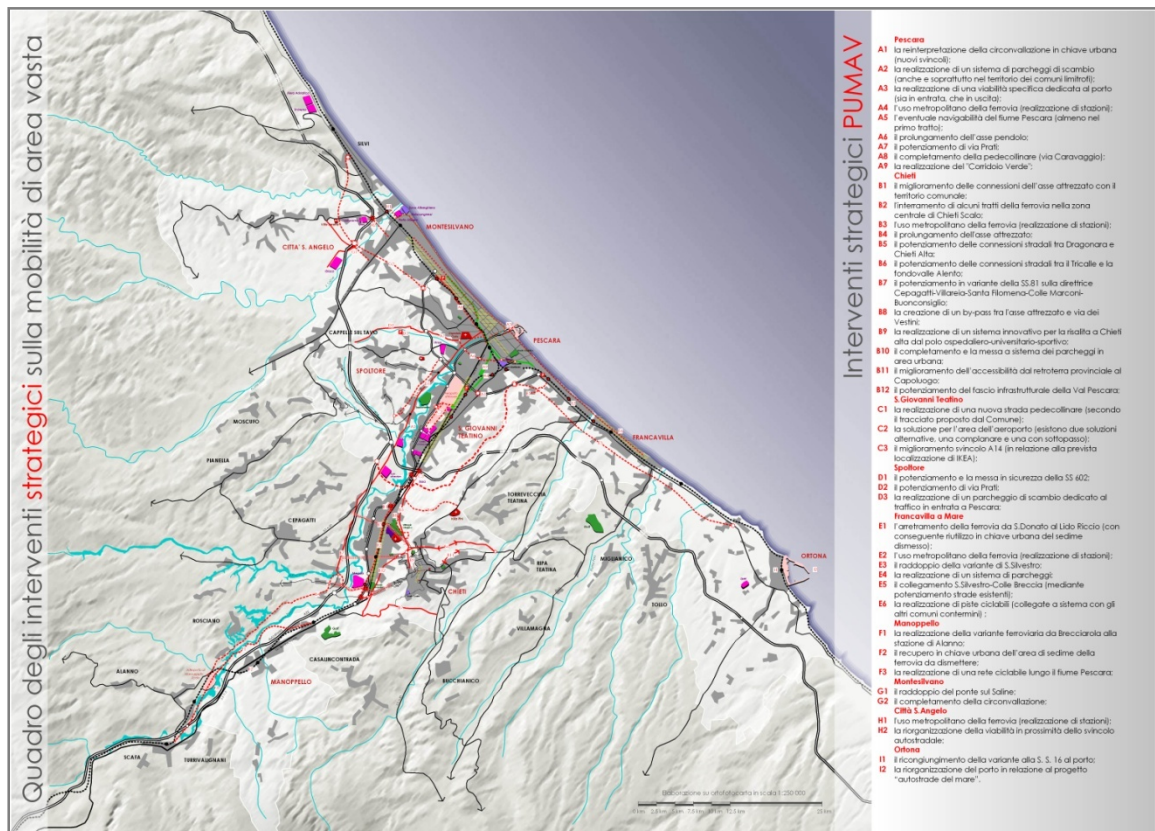 Quadro degli interventi strategici sulla mobilità di area vasta
Interventi strategici PUMAV
SILVI
MONTESILVANO
CITTA' S. ANGELO
CAPPELLE SUL TAVO
PESCARA
SPOLTORE
MOSCUFO
S. GIOVANNI
TEATINO
FRANCAVILLA
PIANELLA
TORREVECCHIA
TEATINA
CEPAGATTI
MIGLIANICO
ORTONA
RIPA
TEATINA
CHIETI
TOLLO
ROSCIANO
VILLAMAGNA
CASALINCONTRADA
ALANNO
BUCCHIANICO
MANOPPELLO
SCAFA
TURRIVALIGNANI
Pescara
A1 la reinterpretazione della circonvallazione in chiave urbana
(nuovi svincoli);
A2 la realizzazione di un sistema di parcheggi di scambio
(anche e soprattutto nel territorio dei comuni limitrofi);
A3 la realizzazione di una viabilità specifica dedicata al porto
(sia in entrata, che in uscita);
A4 l'uso metropolitano della ferrovia (realizzazione di stazioni);
A5 l'eventuale navigabilità del fiume Pescara (almeno nel
primo tratto);
A6 il prolungamento dell'asse pendolo;
A7 il potenziamento di via Prati;
A8 il completamento della pedecollinare (via Caravaggio);
A9 la realizzazione del "Corridoio Verde";
Chieti
B1 il miglioramento delle connessioni dell'asse attrezzato con il
territorio comunale;
B2 l'interramento di alcuni tratti della ferrovia nella zona
centrale di Chieti Scalo;
B3 l'uso metropolitano della ferrovia (realizzazione di stazioni);
B4 il prolungamento dell'asse attrezzato;
B5 il potenziamento delle connessioni stradali tra Dragonara e
Chieti Alta;
B6 il potenziamento delle connessioni stradali tra il Tricalle e la
fondovalle Alento;
B7 il potenziamento in variante della SS.81 sulla direttrice
Cepagatti-Villareia-Santa Filomena-Colle Marconi-
Buonconsiglio;
B8 la creazione di un by-pass tra l'asse attrezzato e via dei
Vestini;
B9 la realizzazione di un sistema innovativo per la risalita a Chieti
alta dal polo ospedaliero-universitario-sportivo;
B10 il completamento e la messa a sistema dei parcheggi in
area urbana;
B11 il miglioramento dell'accessibilità dal retroterra provinciale al
Capoluogo;
B12 il potenziamento del fascio infrastrutturale della Val Pescara;
S.Giovanni Teatino
C1 la realizzazione di una nuova strada pedecollinare (secondo
il tracciato proposto dal Comune);
C2 la soluzione per l'area dell'aeroporto (esistono due soluzioni
alternative, una complanare e una con sottopasso);
C3 il miglioramento svincolo A14 (in relazione alla prevista
localizzazione di IKEA);
Spoltore
D1 il potenziamento e la messa in sicurezza della SS 602;
D2 il potenziamento di via Prati;
D3 la realizzazione di un parcheggio di scambio dedicato al
traffico in entrata a Pescara;
Francavilla a Mare
E1 l'arretramento della ferrovia da S.Donato al Lido Riccio (con
conseguente riutilizzo in chiave urbana del sedime
dismesso);
E2 l'uso metropolitano della ferrovia (realizzazione di stazioni);
E3 il raddoppio della variante di S.Silvestro;
E4 la realizzazione di un sistema di parcheggi;
E5 il collegamento S.Silvestro-Colle Breccia (mediante
potenziamento strade esistenti);
E6 la realizzazione di piste ciclabili (collegate a sistema con gli
altri comuni contermini) ;
Manoppello
F1 la realizzazione della variante ferroviaria da Brecciarola alla
stazione di Alanno;
F2 il recupero in chiave urbana dell'area di sedime della
ferrovia da dismettere;
F3 la realizzazione di una rete ciclabile lungo il fiume Pescara;
Montesilvano
G1 il raddoppio del ponte sul Saline;
G2 il completamento della circonvallazione;
Città S.Angelo
H1 l'uso metropolitano della ferrovia (realizzazione di stazioni);
H2 la riorganizzazione della viabilità in prossimità dello svincolo
autostradale;
Ortona
I1 il ricongiungimento della variante alla S. S. 16 al porto;
I2 la riorganizzazione del porto in relazione al progetto
"autostrade del mare".